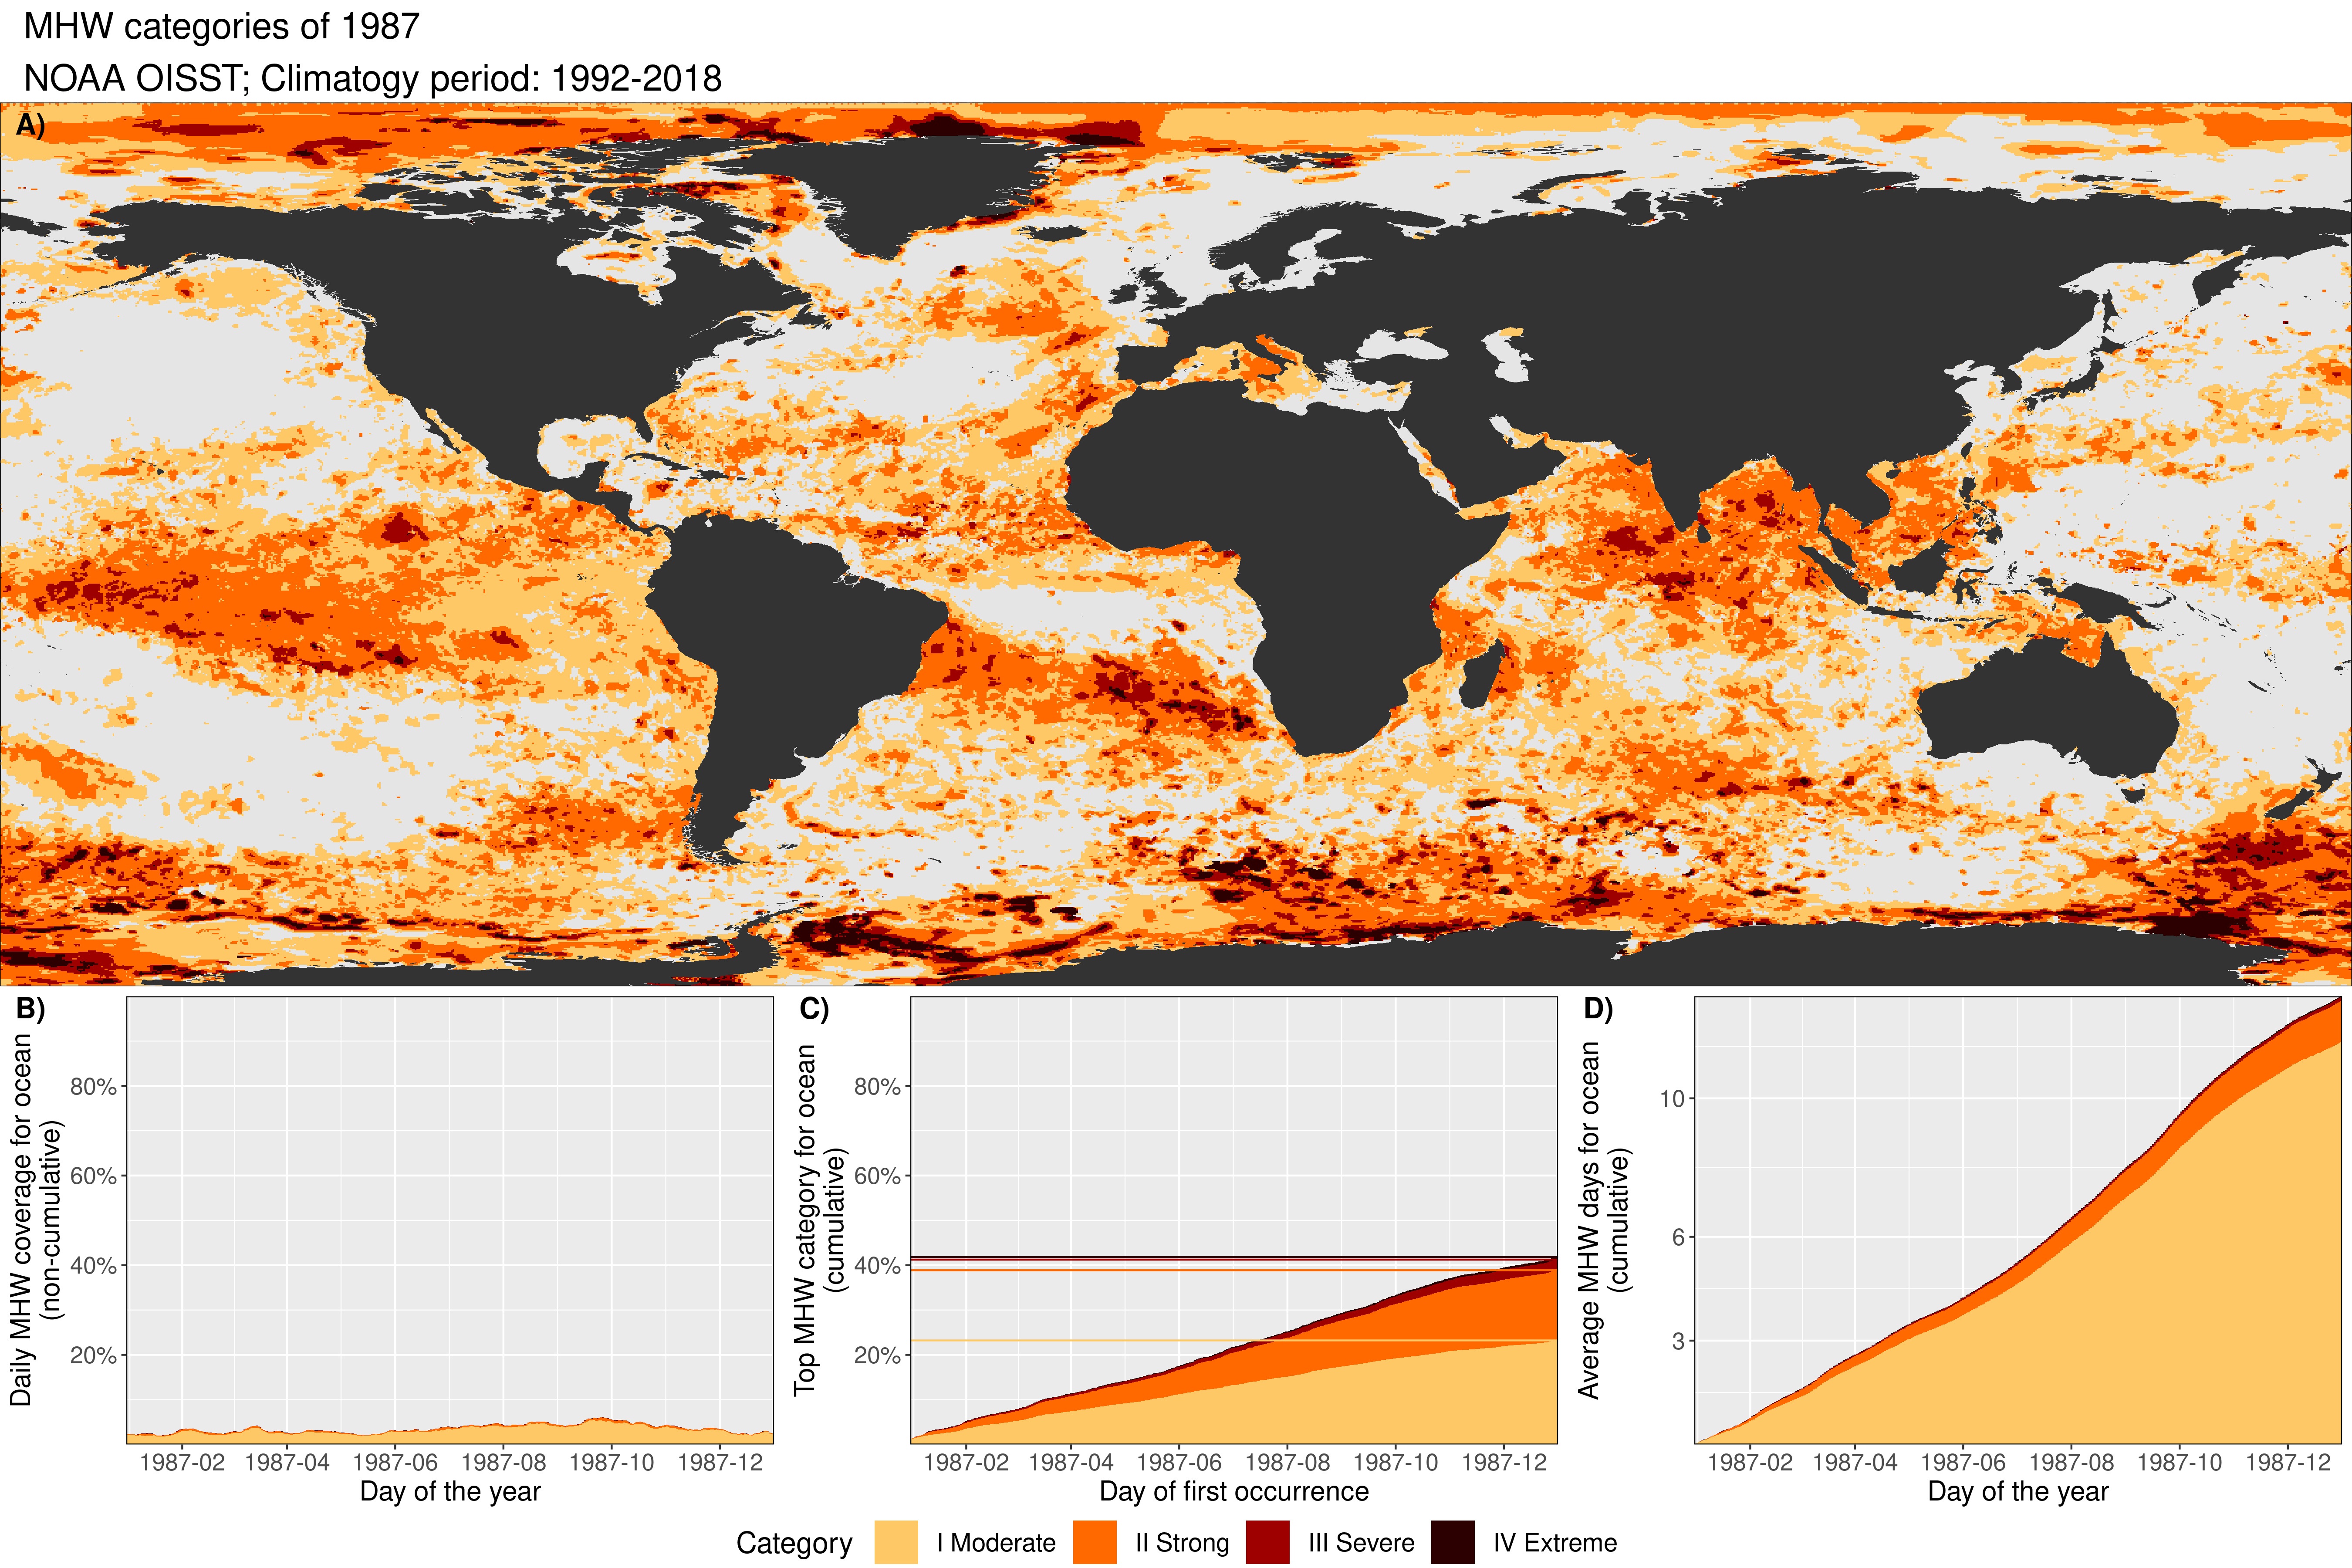 MHW categories of 1987
NOAA OISST; Climatogy period: 1992-2018
A)
B)
Daily MHW coverage for ocean
(non-cumulative)
80%
60%
40%
20%
1987-02 1987-04 1987-06 1987-08 1987-10 1987-12
Day of the year
C)
Top MHW category for ocean
(cumulative)
80%
60%
40%
20%
1987-02 1987-04 1987-06 1987-08 1987-10 1987-12
Day of first occurrence
D)
Average MHW days for ocean
(cumulative)
10
6
3
1987-02 1987-04 1987-06 1987-08 1987-10 1987-12
Day of the year
Category I Moderate II Strong III Severe IV Extreme